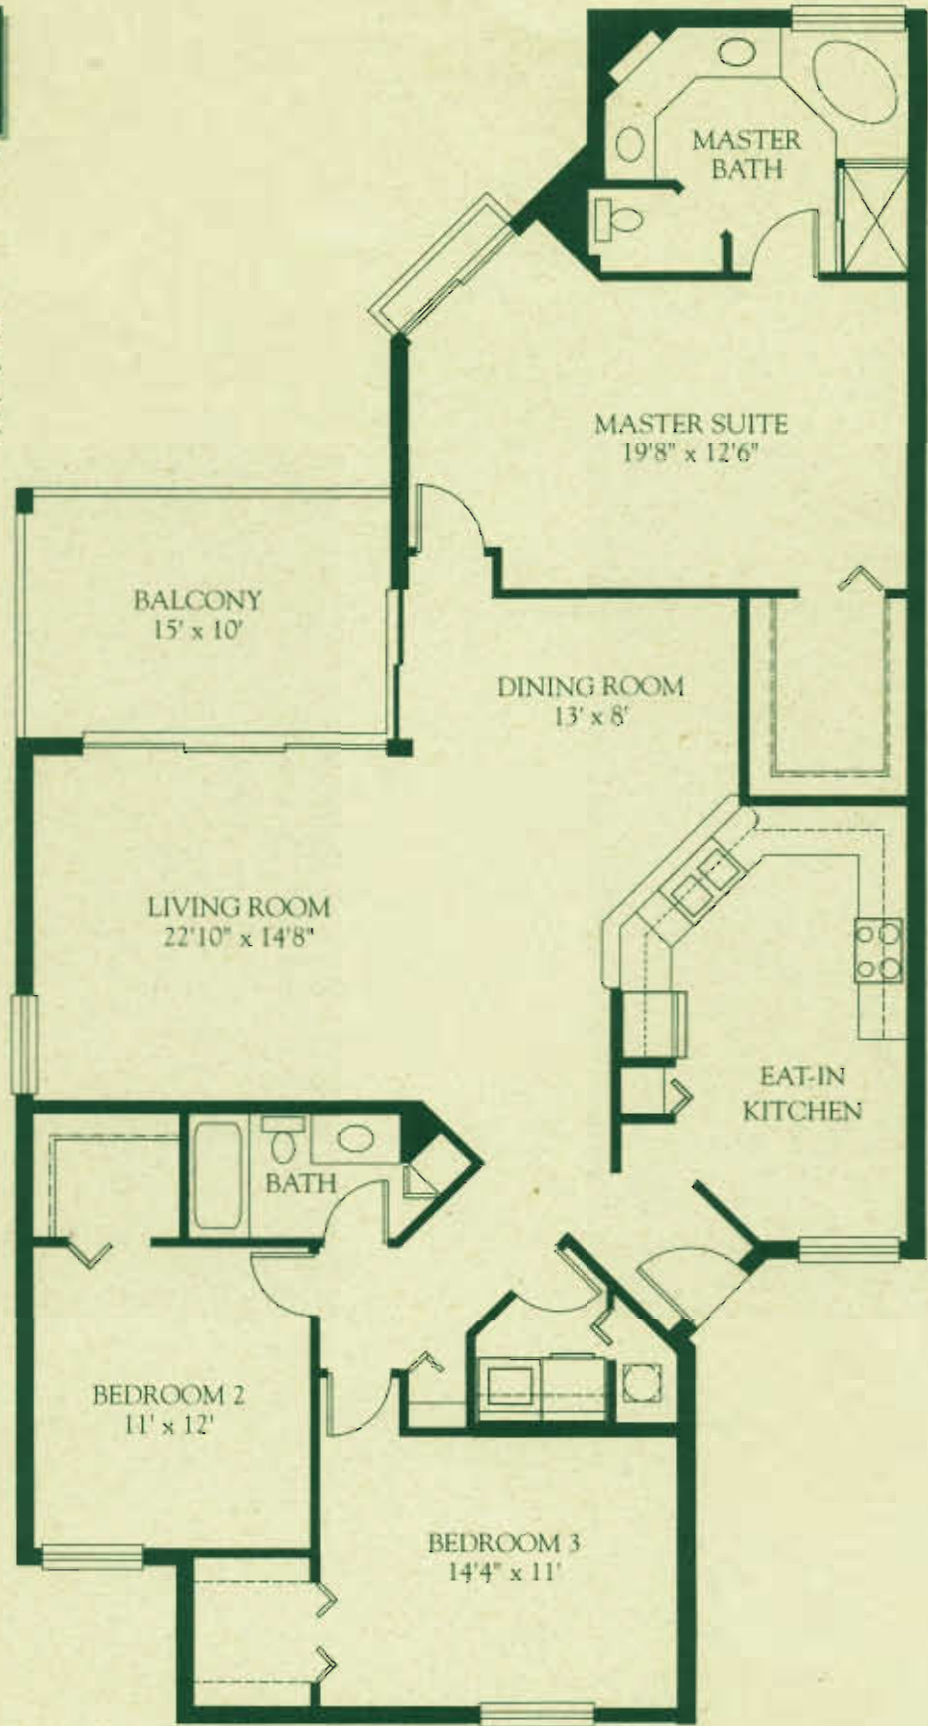 MASTER
BATH
MASTER SUITE
19'8" x 12'6"
BALCONY
15' x 10'
DINING ROOM
13' x 8'
LIVING ROOM
22'10" x 14'8"
EAT-IN
KITCHEN
BATH
BEDROOM 2
11' x 12'
BEDROOM 3
14'4" x 11'